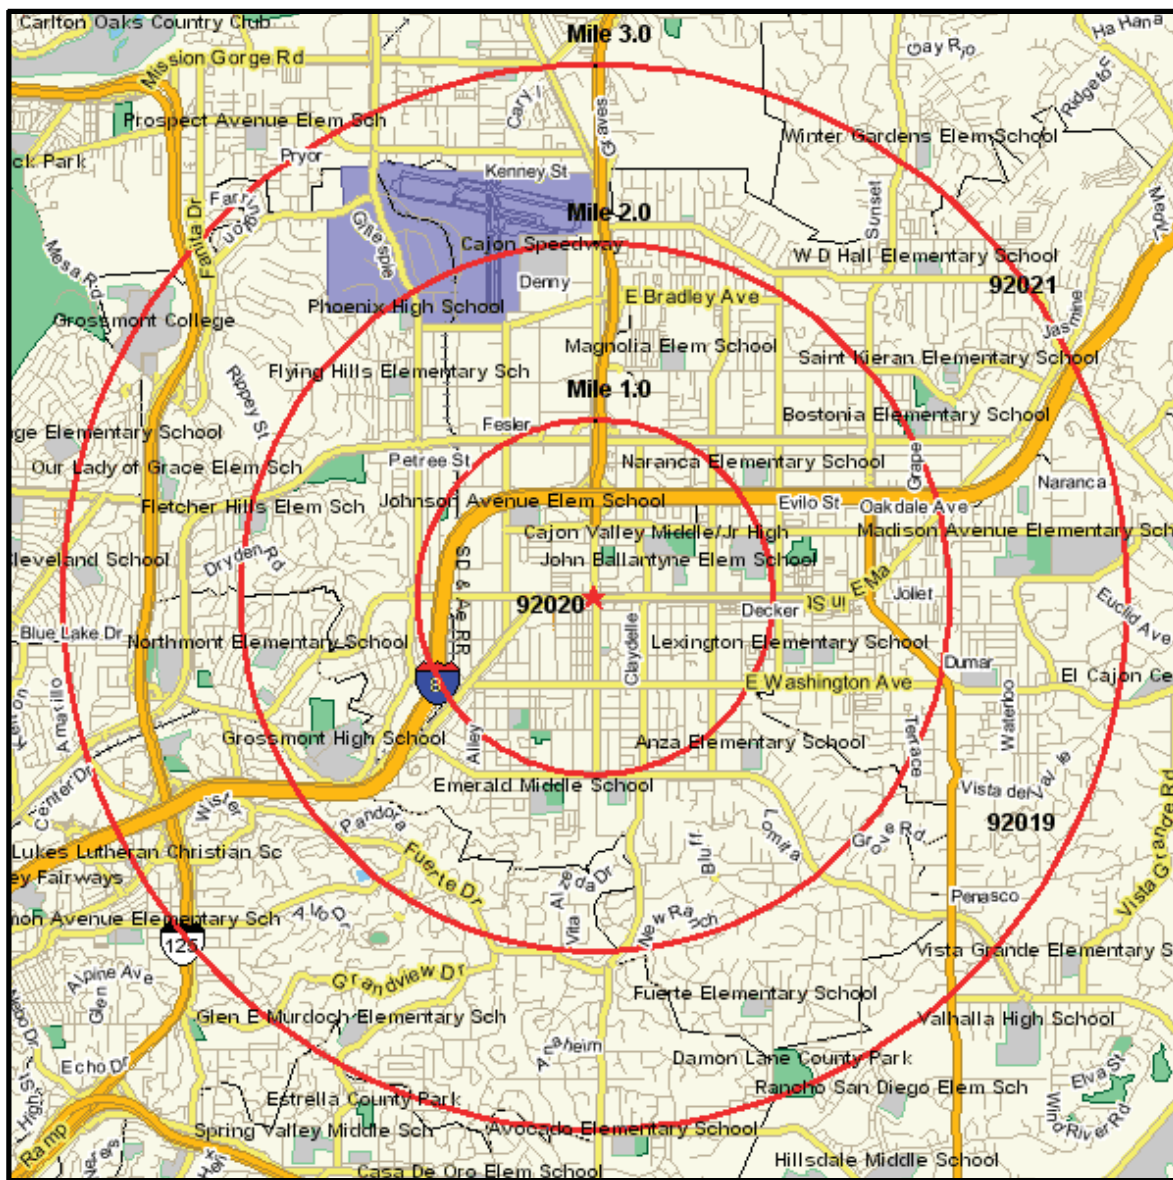 Carlton Oaks Country Club
Mile 3.0
Gay Rio
Ha Hana
Mission Gorge Rd
Ridgeton
Cary l
Graves
Prospect Avenue Elem Sch
Winter Gardens Elem School
ck Park
Pryor
Kenney St
Farrington
Mile 2.0
Sunset
Fanita Dr
Gillespie
Cajon Speedway
W D Hall Elementary School
Mesa Rd
Denny
92021
E Bradley Ave
Phoenix High School
Jasmine
Grossmont College
Magnolia Elem School
Saint Kieran Elementary School
Flying Hills Elementary Sch
Rippey St
Mile 1.0
Bostonia Elementary School
Fesler
ge Elementary School
Petree St
Naranca Elementary School
Grape
Our Lady of Grace Elem Sch
Naranca
Johnson Avenue Elem School
Evilo St
Oakdale Ave
Fletcher Hills Elem Sch
Cajon Valley Middle/Jr High
Madison Avenue Elementary Sch
Cleveland School
Dryden Rd
SD & Ae RR
John Ballantyne Elem School
E Main St
92020
Decker
Joliet
Euclid Ave
Blue Lake Dr
Northmont Elementary School
Claydelle
Lexington Elementary School
Dumar
El Cajon Ce
8
E Washington Ave
Amarillo
Waterloo
Grossmont High School
Alley
Anza Elementary School
Terrace
Center Dr
Emerald Middle School
Vista del Valle
Wister
Pandora
Lomita
Grove Rd
92019
Lukes Lutheran Christian Sc
Fuerte Dr
Bluff
Vista Grande Rd
ey Fairways
Alzeda Dr
Penasco
mon Avenue Elementary Sch
Avo Dr
Vita
New Ranch
125
Vista Grande Elementary S
Alpine Ave
Grandview Dr
Glen
Fuerte Elementary School
Glen E Murdoch Elementary Sch
Valhalla High School
Anaheim
Echo Dr
Damon Lane County Park
Elva St
High St
Rancho San Diego Elem Sch
Estrella County Park
Wind River Rd
Ramp
Spring Valley Middle Sch
Avocado Elementary School
Hillsdale Middle School
Casa De Oro Elem School